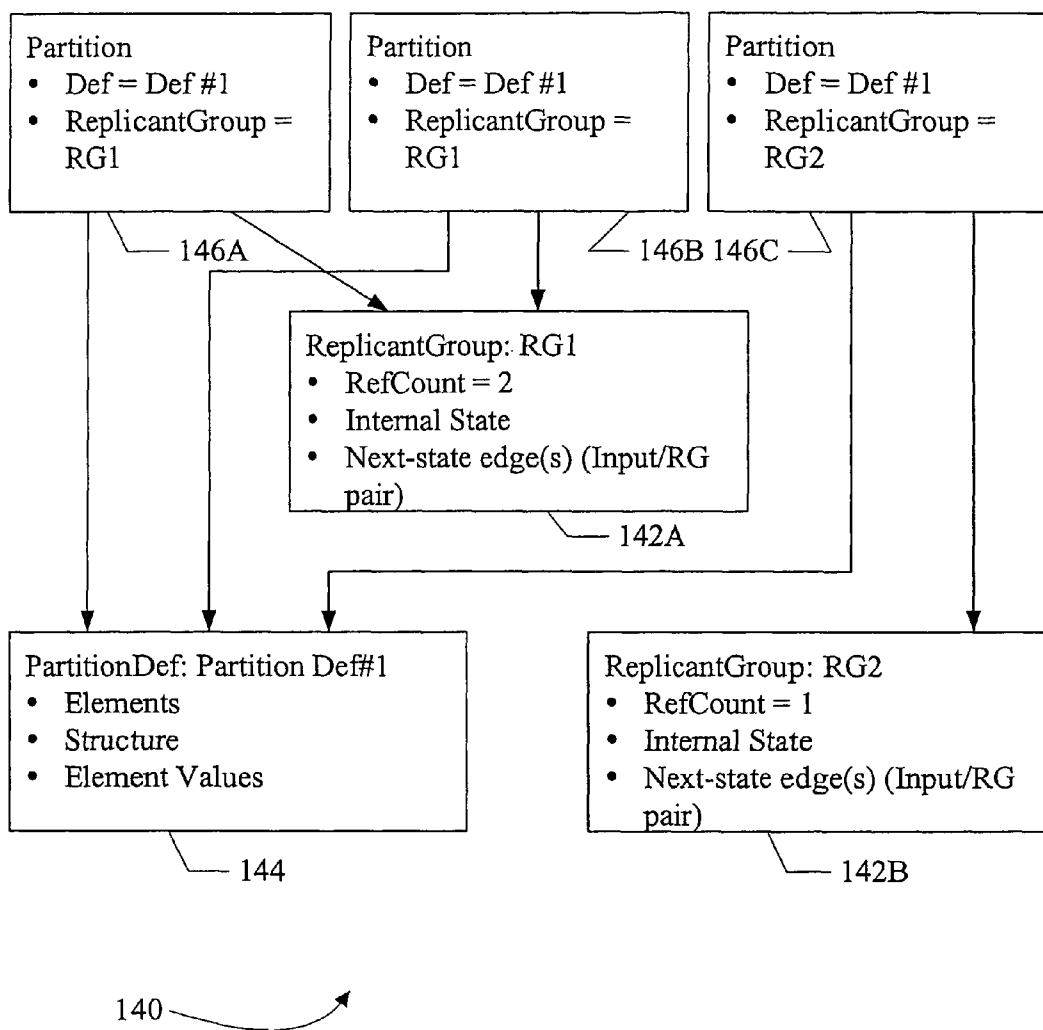 Partition
• Def = Def #1
• ReplicantGroup =
RG1
Partition
• Def = Def #1
• ReplicantGroup =
RG1
Partition
• Def = Def #1
• ReplicantGroup =
RG2
146A
146B 146C
ReplicantGroup: RG1
• RefCount = 2
• Internal State
• Next-state edge(s) (Input/RG
pair)
142A
PartitionDef: Partition Def#1
• Elements
• Structure
• Element Values
144
ReplicantGroup: RG2
• RefCount = 1
• Internal State
• Next-state edge(s) (Input/RG
pair)
142B
140